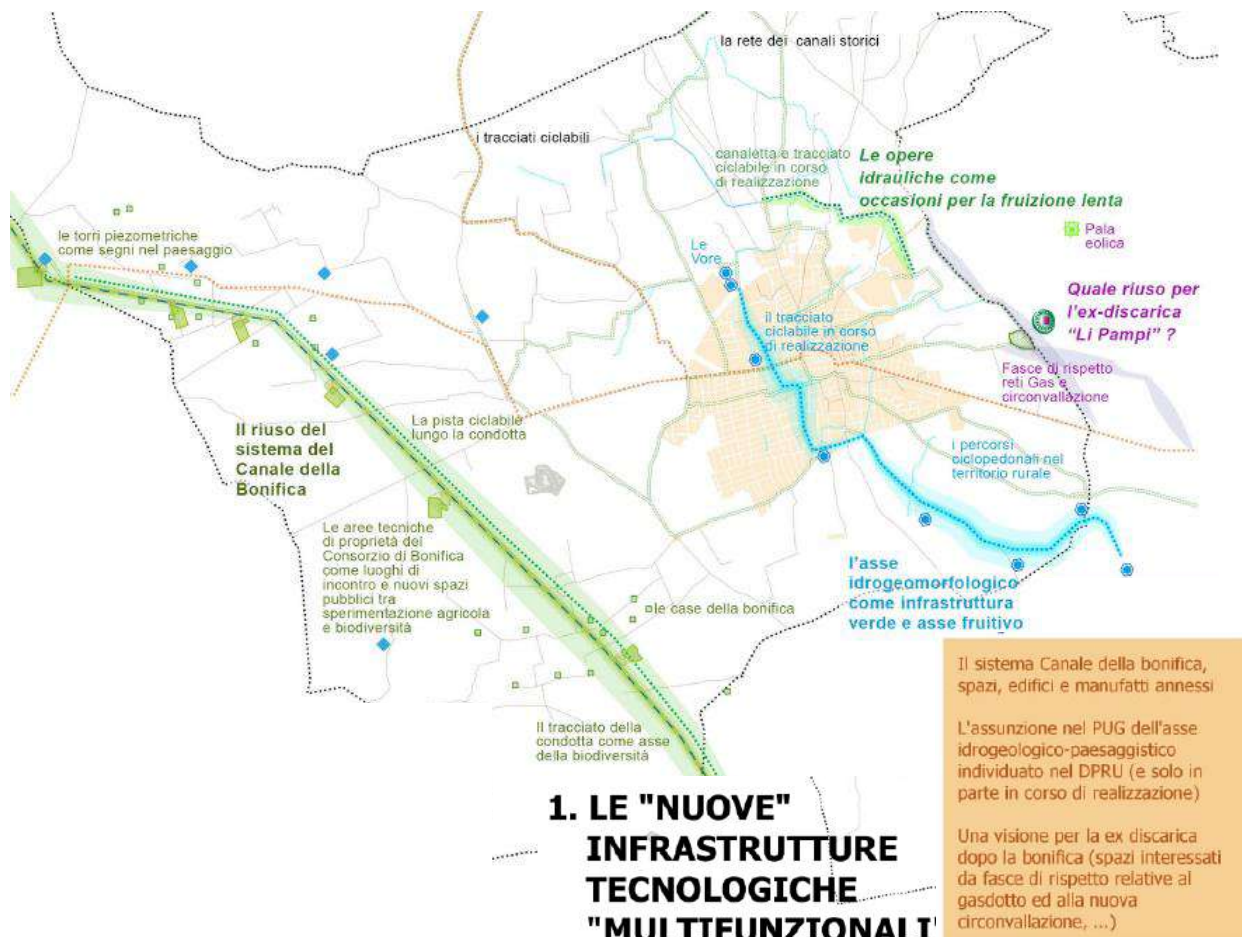 la rete dei canali storici
i tracciati ciclabili
canaletta e tracciato
ciclabile in corso
di realizzazione
Le opere
idrauliche come
occasioni per la fruizione lenta
Pala
eolica
le torri piezometriche
come segni nel paesaggio
Le
Vore
Quale riuso per
l'ex-discarica
"Li Pampi" ?
il tracciato
ciclabile in corso
di realizzazione
Fasce di rispetto
reti Gas e
circonvallazione
Il riuso del
sistema del
Canale della
Bonifica
La pista ciclabile
lungo la condotta
i percorsi
ciclopedonali nel
territorio rurale
Le aree tecniche
di proprietà del
Consorzio di Bonifica
come luoghi di
incontro e nuovi spazi
pubblici tra
sperimentazione agricola
e biodiversità
l'asse
idrogeomorfologico
come infrastruttura
verde e asse fruitivo
le case della bonifica
Il tracciato della
condotta come asse
della biodiversità
Il sistema Canale della bonifica,
spazi, edifici e manufatti annessi
L'assunzione nel PUG dell'asse
idrogeologico-paesaggistico
individuato nel DPRU (e solo in
parte in corso di realizzazione)
Una visione per la ex discarica
dopo la bonifica (spazi interessati
da fasce di rispetto relative al
gasdotto ed alla nuova
circonvallazione, ...)
1. LE "NUOVE"
INFRASTRUTTURE
TECNOLOGICHE
"MULTIFUNZIONALI"